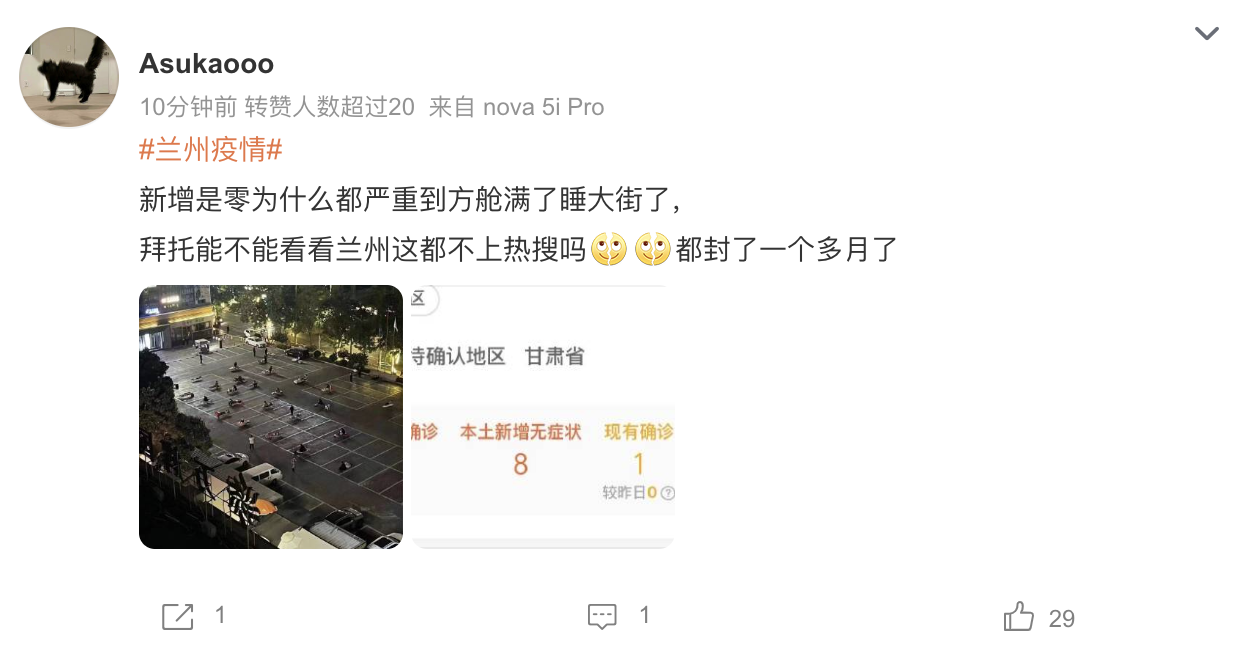 Asukaooo
10分钟前 转赞人数超过20 来自 nova 5i Pro
#兰州疫情#
新增是零为什么都严重到方舱满了睡大街了,
拜托能不能看看兰州这都不上热搜吗都封了一个多月了
区
待确认地区 甘肃省
确诊 本土新增无症状 现有确诊
8 1
较昨日0
1 1 29